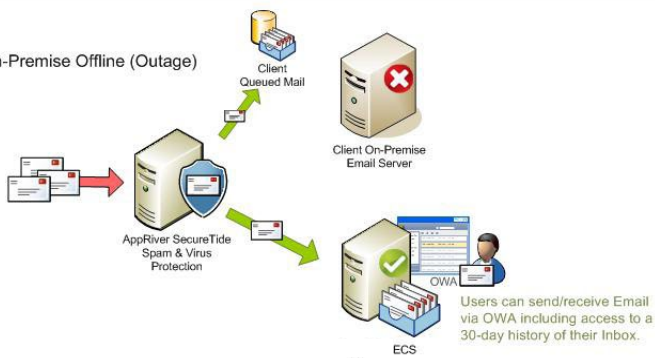 n-Premise Offline (Outage)
Client
Queued Mail
Client On-Premise
Email Server
AppRiver SecureTide
Spam & Virus
Protection
OWA
Users can send/receive Email
via OWA including access to a
30-day history of their Inbox.
ECS